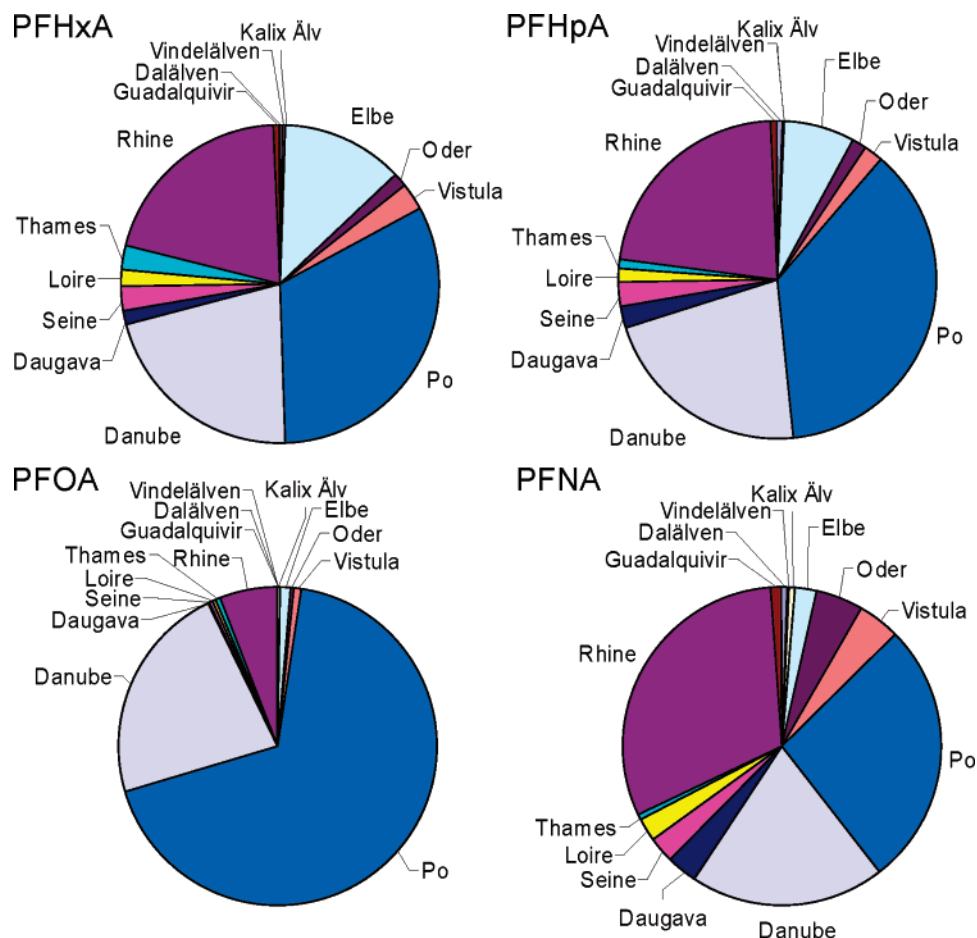 PFHxA
Kalix Älv
Vindelälven
Dalälven
Guadalquivir
Elbe
Rhine
Oder
Vistula
Thames
Loire
Seine
Daugava
Po
Danube
PFHpA
Kalix Älv
Vindelälven
Dalälven
Guadalquivir
Elbe
Oder
Rhine
Vistula
Thames
Loire
Seine
Daugava
Po
Danube
PFOA
Vindelälven
Kalix Älv
Dalälven
Elbe
Guadalquivir
Oder
Thames
Rhine
Vistula
Loire
Seine
Daugava
Danube
Po
PFNA
Kalix Älv
Vindelälven
Elbe
Dalälven
Guadalquivir
Oder
Vistula
Rhine
Po
Thames
Loire
Seine
Daugava
Danube